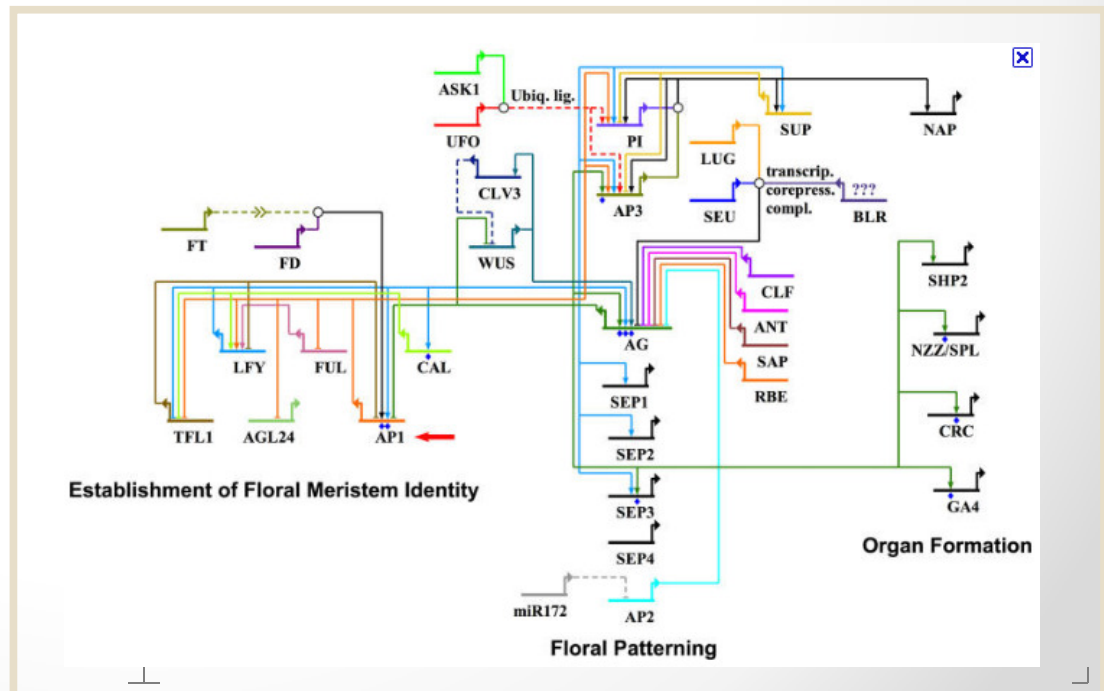 ASK1
Ubiq. lig.
UFO
PI
SUP
NAP
LUG
transcrip.
corepress.
compl.
CLV3
AP3
SEU
???
BLR
FT
FD
WUS
CLF
SHP2
ANT
AG
SAP
NZZ/SPL
LFY
FUL
CAL
RBE
SEP1
TFL1
AGL24
AP1
CRC
SEP2
Establishment of Floral Meristem Identity
SEP3
GA4
Organ Formation
SEP4
miR172
AP2
Floral Patterning